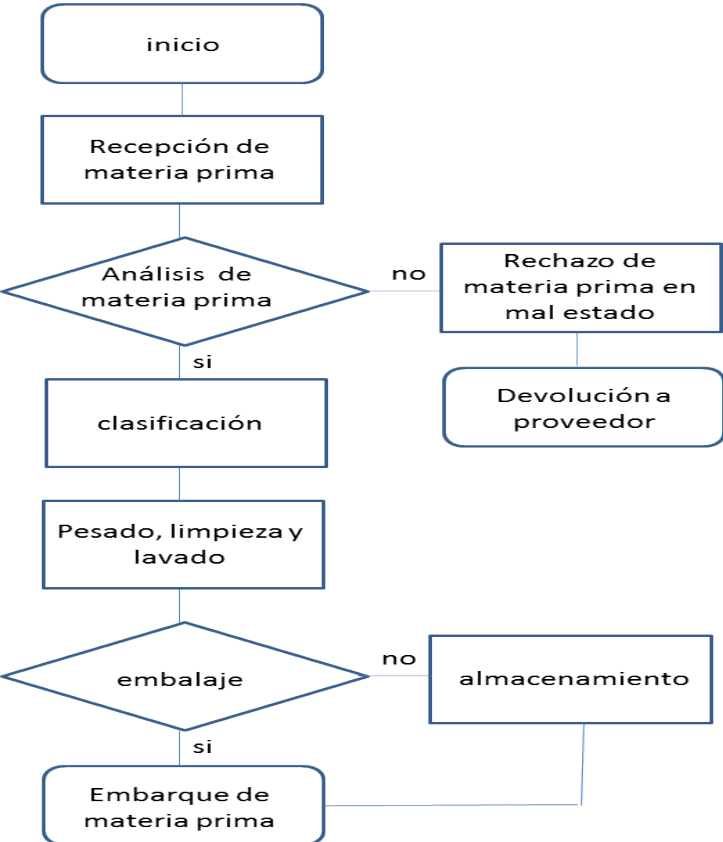 inicio
Recepción de
materia prima
Análisis de
materia prima
no
Rechazo de
materia prima en
mal estado
si
Devolución a
proveedor
clasificación
Pesado, limpieza y
lavado
embalaje
no
almacenamiento
si
Embarque de
materia prima